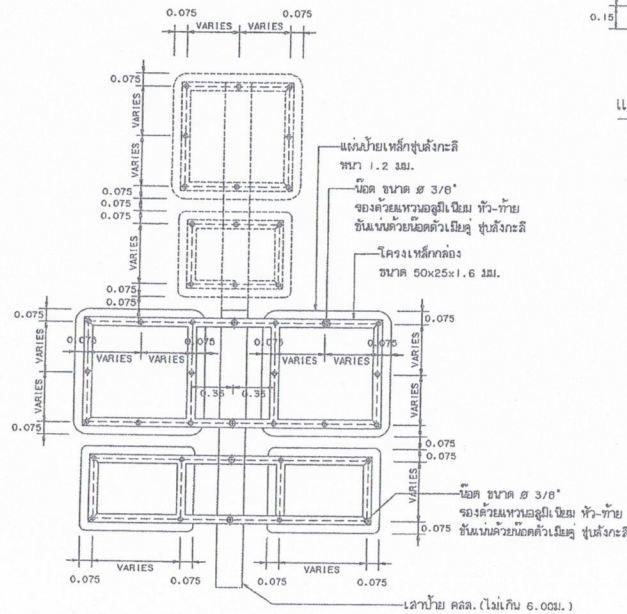 0.075 0.075
VARIES VARIES
0.15
0.075
VARIES
VARIES
0.075
0.075
0.075
VARIES
0.075
0.075
แผ่นป้ายเหล็กชุบสังกะสี
หนา 1.2 มม.
น๊อต ขนาด ø 3/8"
รองด้วยแหวนอลูมิเนียม หัว-ท้าย
ขันแน่นด้วยน๊อตตัวเมียคู่ ชุบสังกะสี
โครงเหล็กกล่อง
ขนาด 50x25x1.6 มม.
0.075 0.075
0.075 0.075 0.075
VARIES VARIES VARIES VARIES
VARIES VARIES
0.35 0.35
VARIES VARIES
0.075 0.075
0.075
0.075
VARIES
0.075
น๊อต ขนาด ø 3/8"
รองด้วยแหวนอลูมิเนียม หัว-ท้าย
ขันแน่นด้วยน๊อตตัวเมียคู่ ชุบสังกะสี
VARIES VARIES
0.075 0.075 0.075 0.075
เสาป้าย คสล.(ไม่เกิน 6.00ม.)